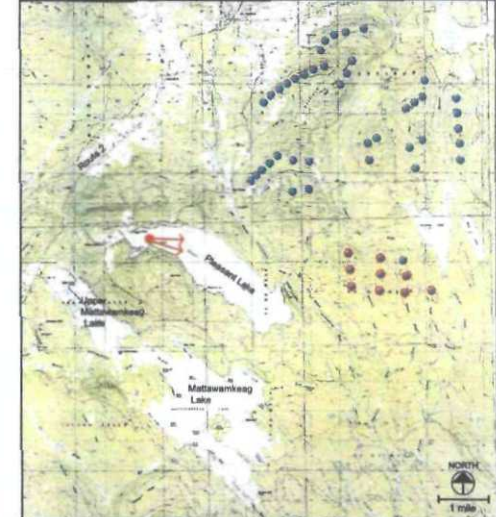 Route 2
Pleasant Lake
Upper
Mattawamkeag
Lake
Mattawamkeag
Lake
NORTH
1 mile